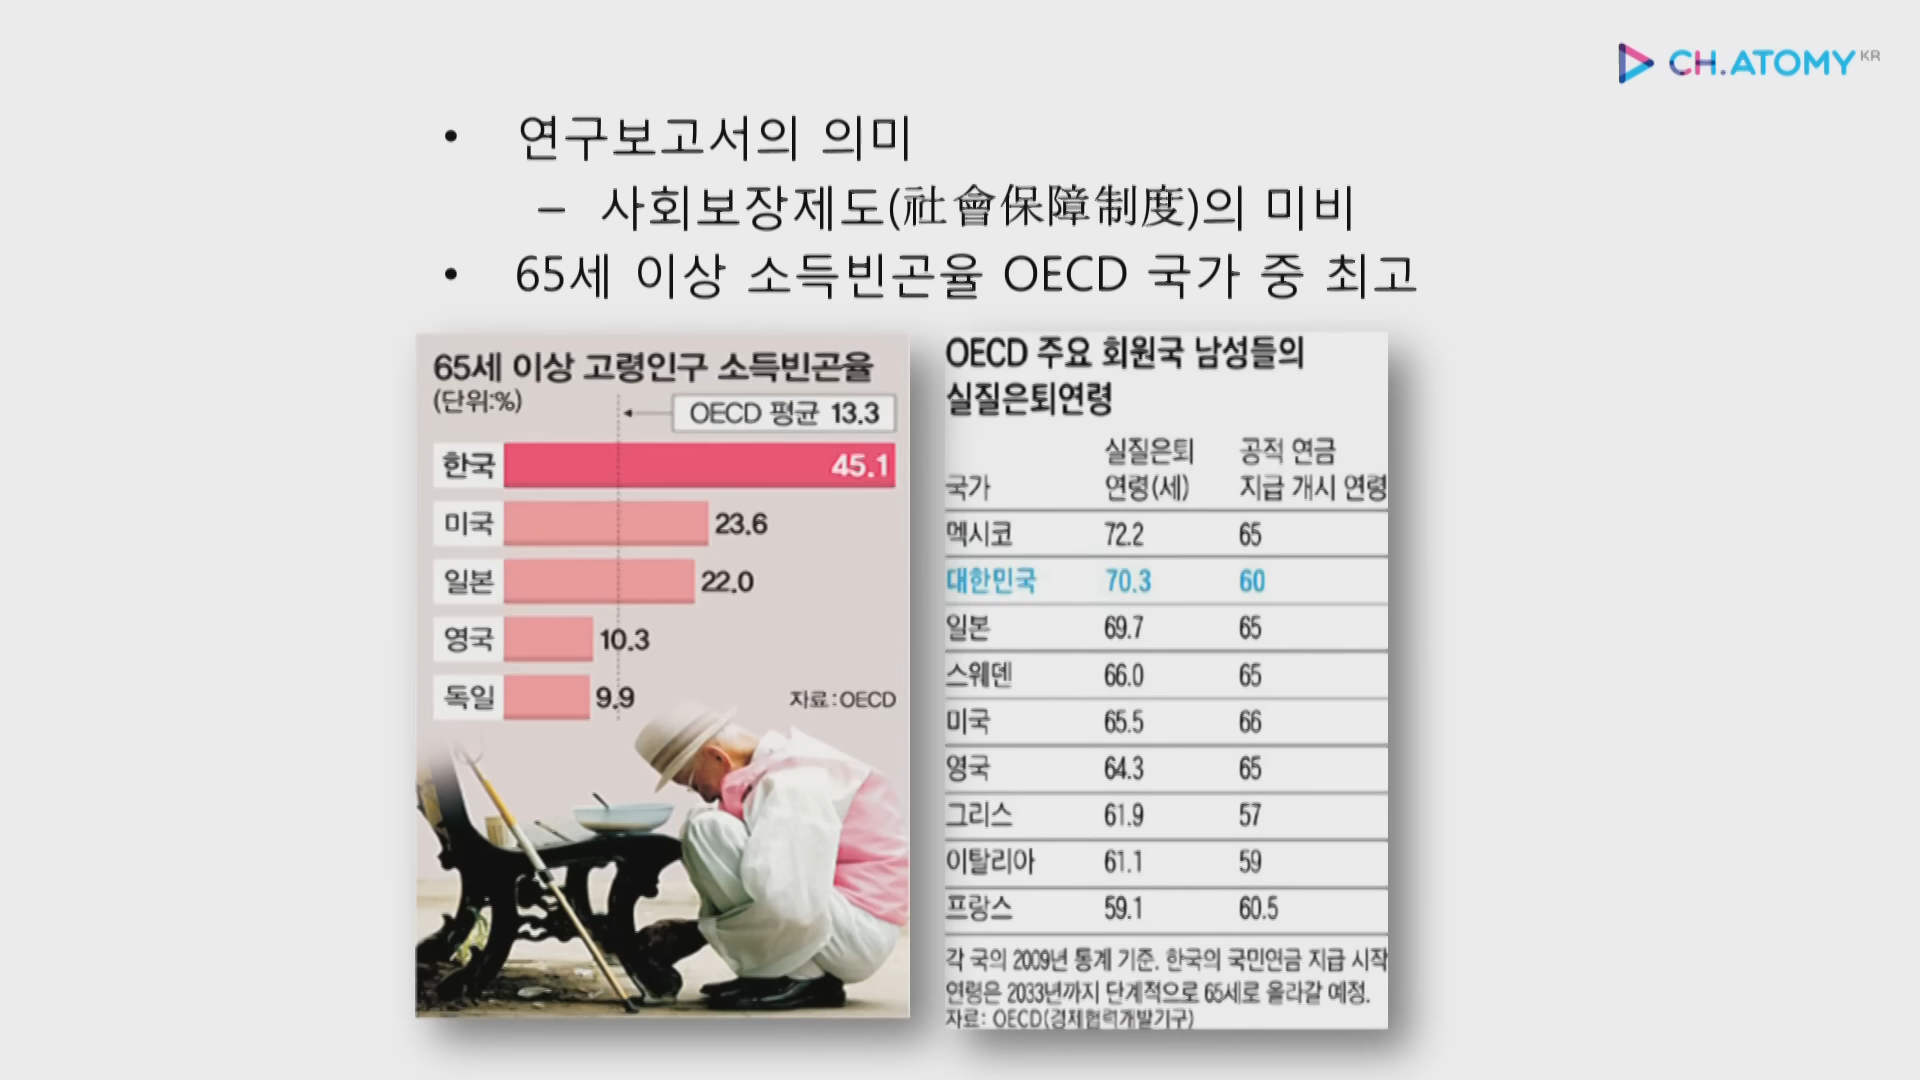 CH.ATOMY KR
• 연구보고서의 의미
– 사회보장제도(社會保障制度)의 미비
• 65세 이상 소득빈곤율 OECD 국가 중 최고
65세 이상 고령인구 소득빈곤율
(단위:%)
OECD 평균 13.3
한국 45.1
미국 23.6
일본 22.0
영국 10.3
독일 9.9
자료:OECD
OECD 주요 회원국 남성들의
실질은퇴연령
실질은퇴 공적 연금
국가 연령(세) 지급 개시 연령
멕시코 72.2 65
대한민국 70.3 60
일본 69.7 65
스웨덴 66.0 65
미국 65.5 66
영국 64.3 65
그리스 61.9 57
이탈리아 61.1 59
프랑스 59.1 60.5
각 국의 2009년 통계 기준. 한국의 국민연금 지급 시작
연령은 2033년까지 단계적으로 65세로 올라갈 예정.
자료: OECD(경제협력개발기구)